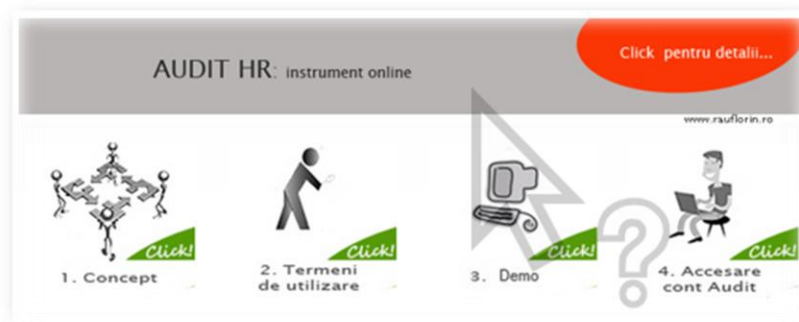 AUDIT HR: instrument online
Click pentru detalii...
www.rauflorin.ro
Click!
Click!
Click!
Click!
1. Concept
2. Termeni
de utilizare
3. Demo
4. Accesare
cont Audit
?